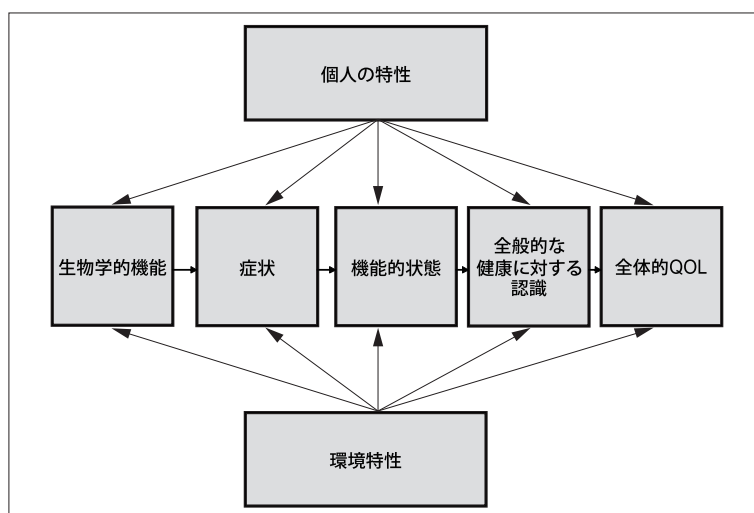 個人の特性
生物学的機能
症状
機能的状態
全般的な
健康に対する
認識
全体的QOL
環境特性